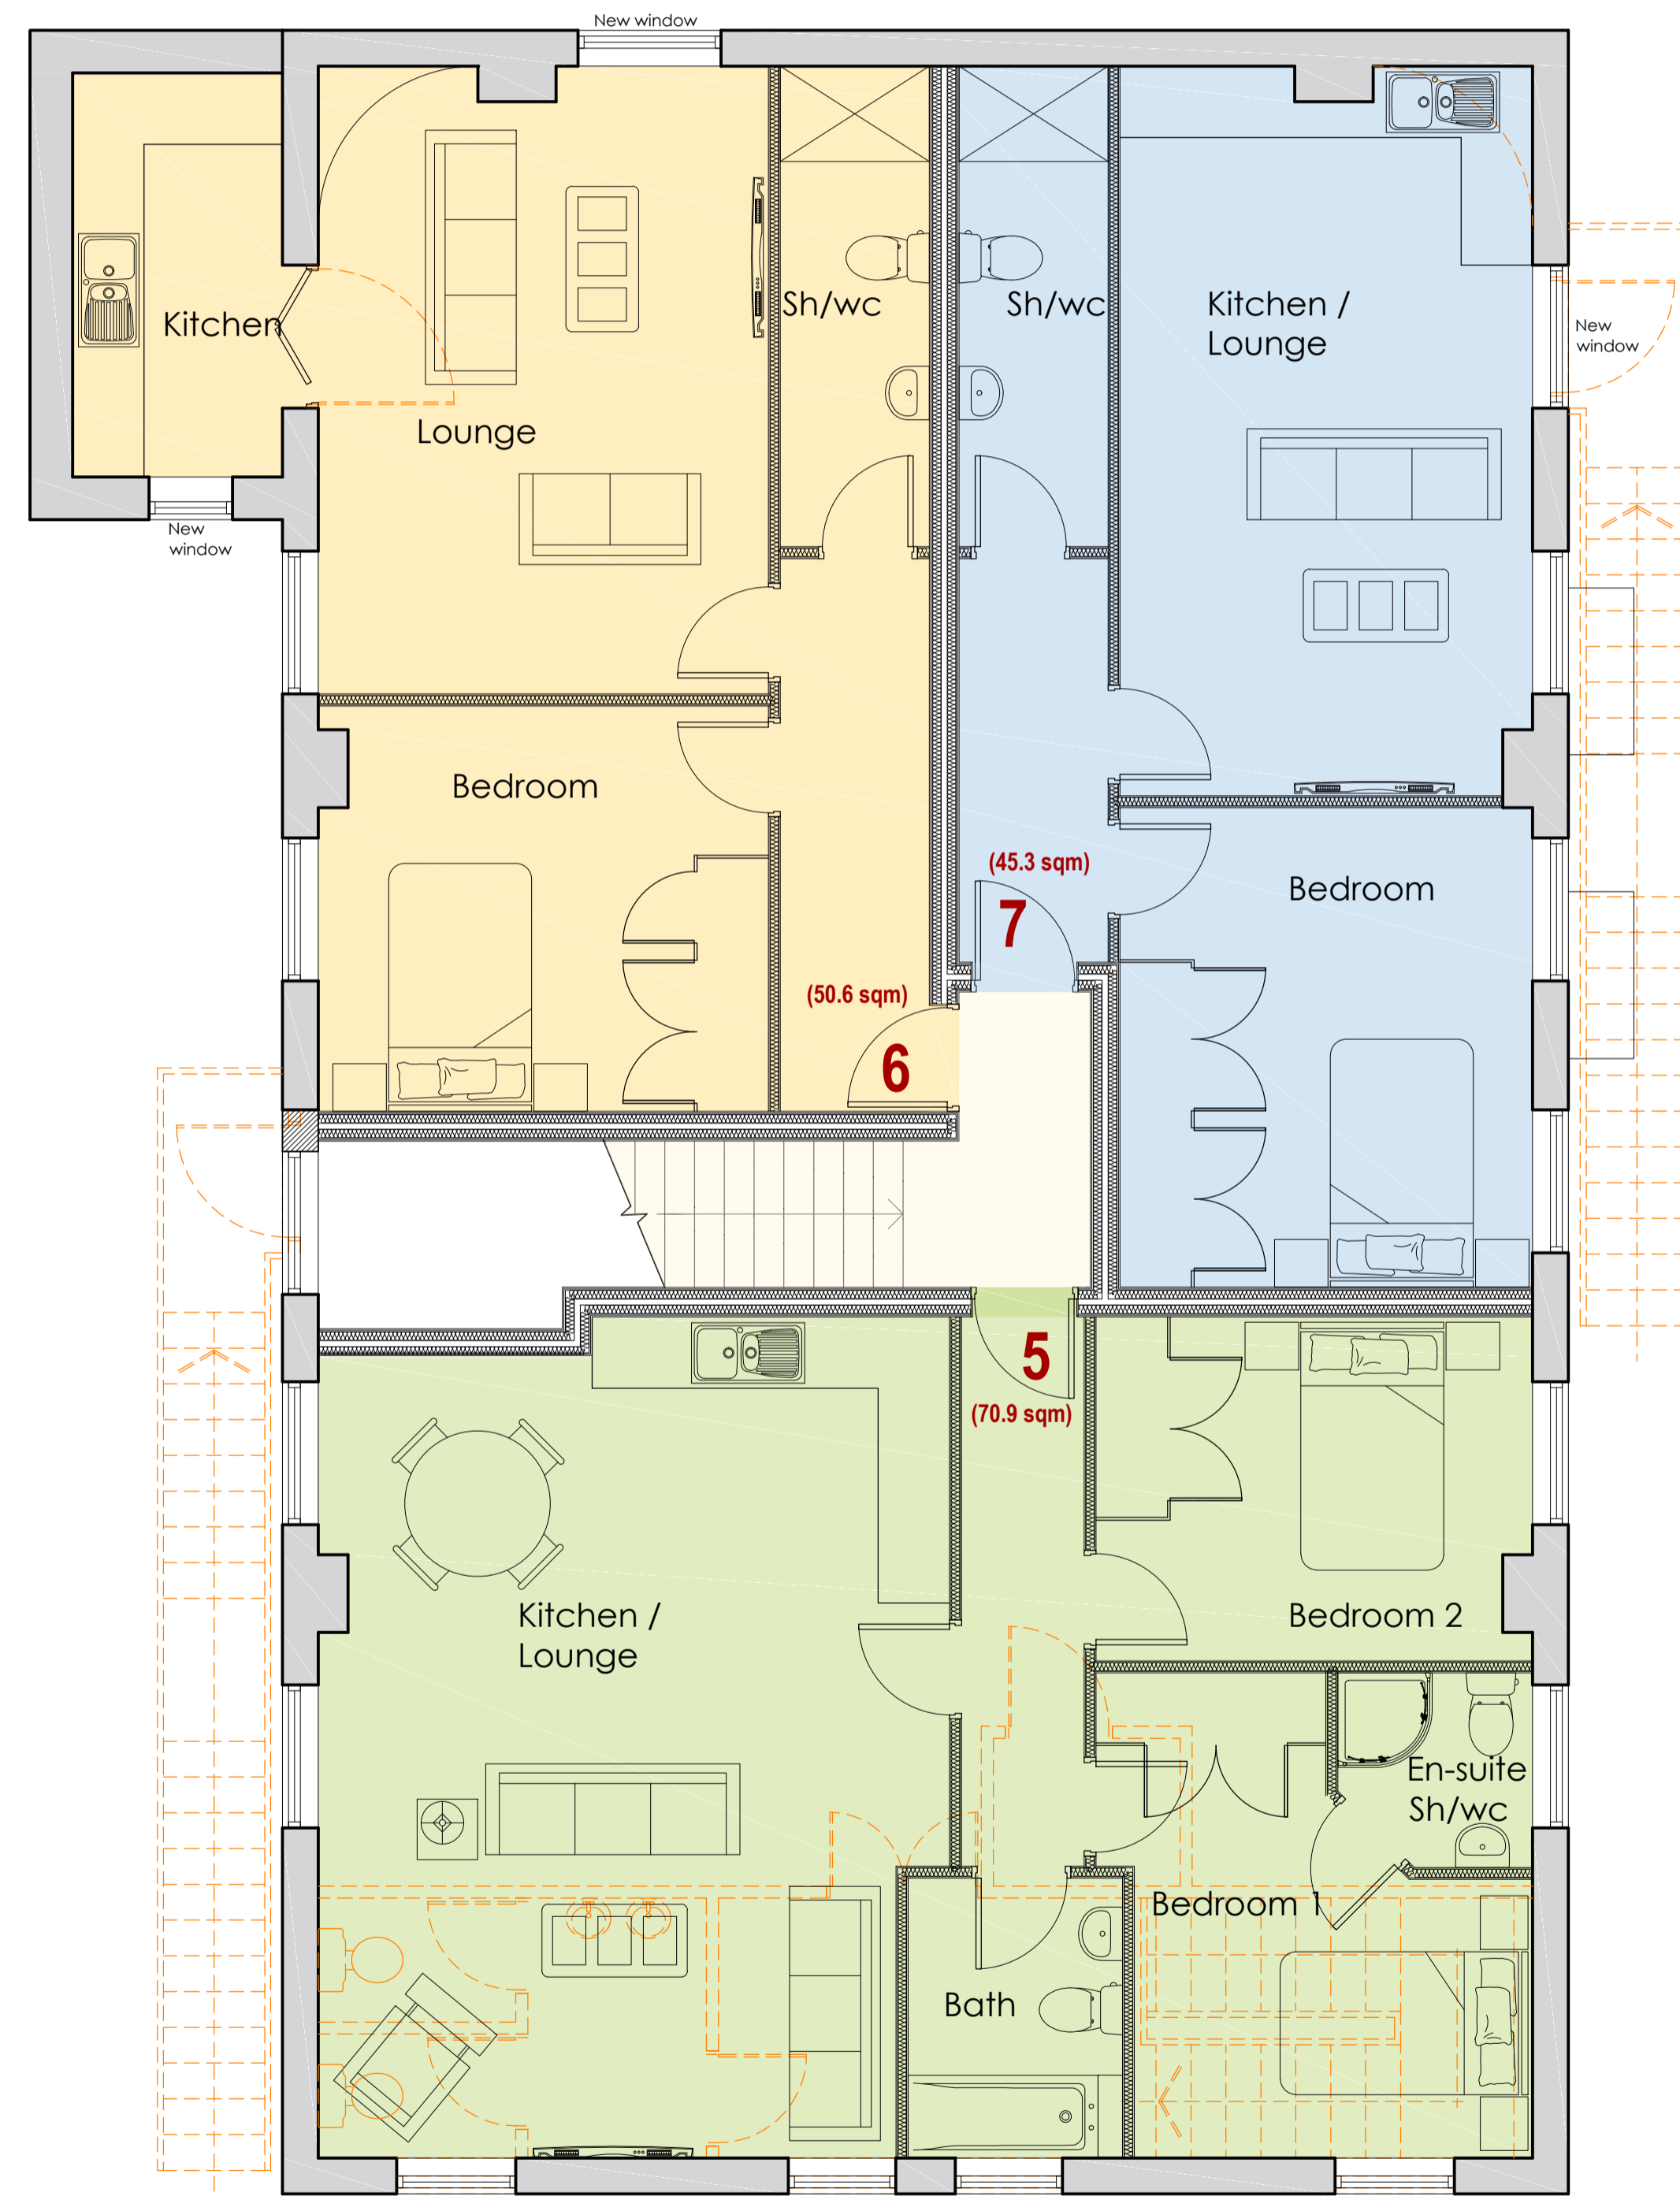 New window
Kitchen
Lounge
Sh/wc
Sh/wc
Kitchen /
Lounge
New
window
New
window
Bedroom
(45.3 sqm)
7
Bedroom
(50.6 sqm)
6
5
(70.9 sqm)
Kitchen /
Lounge
Bedroom 2
En-suite
Sh/wc
Bedroom 1
Bath